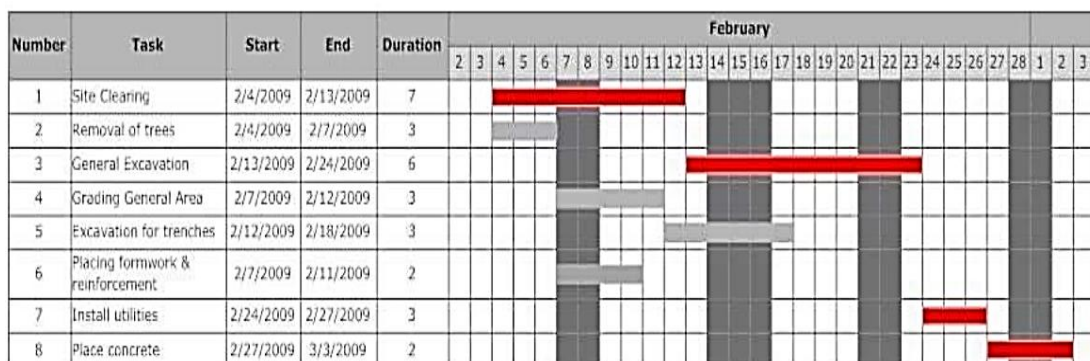 Number Task Start End Duration February
2 3 4 5 6 7 8 9 10 11 12 13 14 15 16 17 18 19 20 21 22 23 24 25 26 27 28 1 2 3
1 Site Clearing 2/4/2009 2/13/2009 7
2 Removal of trees 2/4/2009 2/7/2009 3
3 General Excavation 2/13/2009 2/24/2009 6
4 Grading General Area 2/7/2009 2/12/2009 3
5 Excavation for trenches 2/12/2009 2/18/2009 3
6 Placing formwork &
reinforcement 2/7/2009 2/11/2009 2
7 Install utilities 2/24/2009 2/27/2009 3
8 Place concrete 2/27/2009 3/3/2009 2